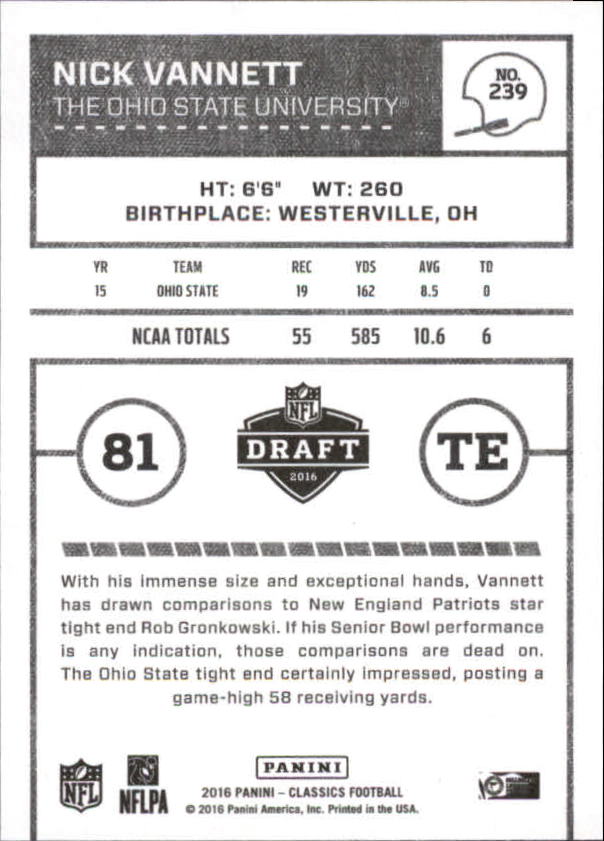 NICK VANNETT
THE OHIO STATE UNIVERSITY®
NO.
239
HT: 6'6" WT: 260
BIRTHPLACE: WESTERVILLE, OH
YR TEAM REC YDS AVG TD
15 OHIO STATE 19 162 8.5 0
NCAA TOTALS 55 585 10.6 6
81
NFL
DRAFT
2016
TE
With his immense size and exceptional hands, Vannett
has drawn comparisons to New England Patriots star
tight end Rob Gronkowski. If his Senior Bowl performance
is any indication, those comparisons are dead on.
The Ohio State tight end certainly impressed, posting a
game-high 58 receiving yards.
NFL
NFLPA
PANINI
2016 PANINI – CLASSICS FOOTBALL
© 2016 Panini America, Inc. Printed in the USA.